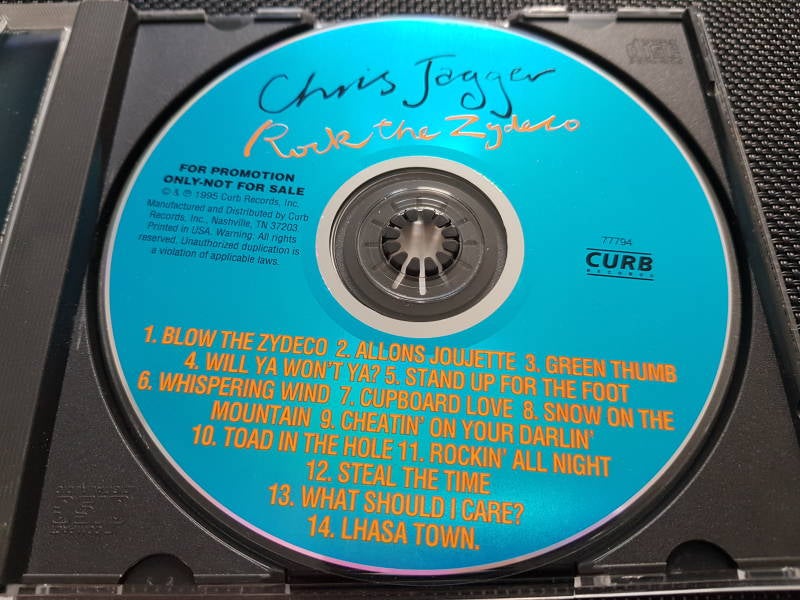 Chris Jagger
Rock the Zydeco
FOR PROMOTION
ONLY-NOT FOR SALE
© & ℗ 1995 Curb Records, Inc.
Manufactured and Distributed by Curb
Records, Inc., Nashville, TN 37203
Printed in USA. Warning: All rights
reserved. Unauthorized duplication is
a violation of applicable laws.
77794
CURB
RECORDS
1. BLOW THE ZYDECO 2. ALLONS JOUJETTE 3. GREEN THUMB
4. WILL YA WON'T YA? 5. STAND UP FOR THE FOOT
6. WHISPERING WIND 7. CUPBOARD LOVE 8. SNOW ON THE
MOUNTAIN 9. CHEATIN' ON YOUR DARLIN'
10. TOAD IN THE HOLE 11. ROCKIN' ALL NIGHT
12. STEAL THE TIME
13. WHAT SHOULD I CARE?
14. LHASA TOWN.